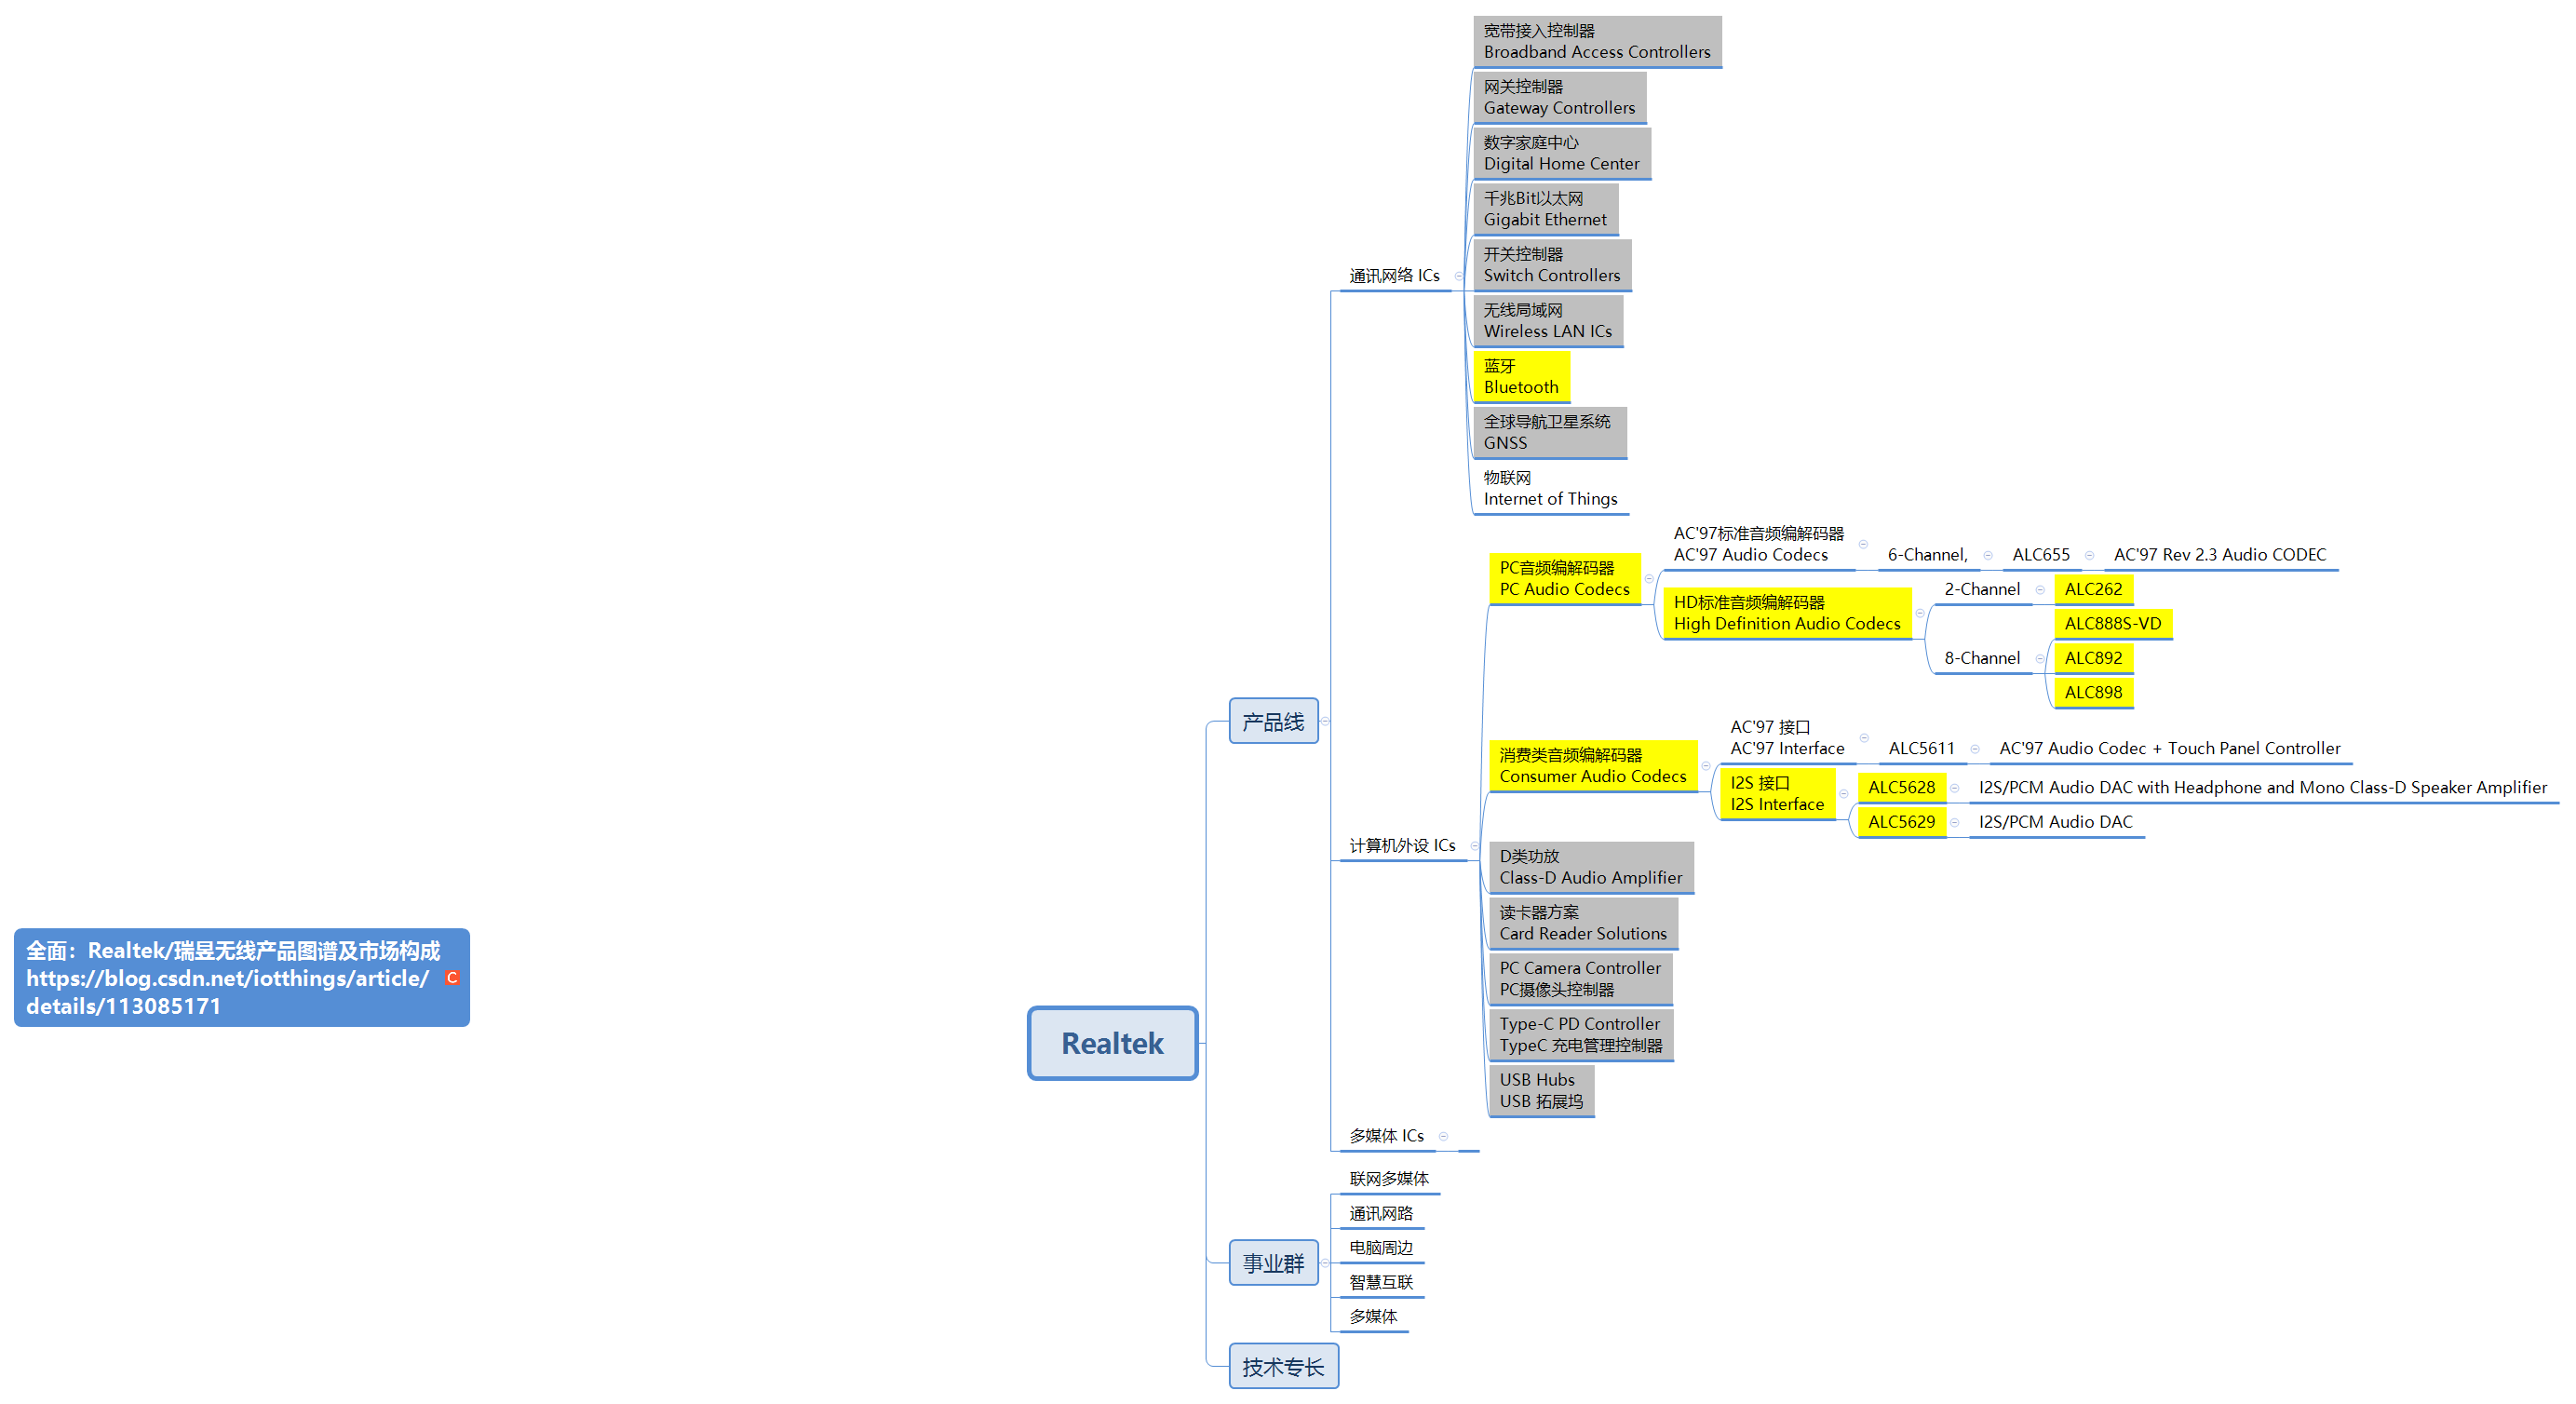 全面：Realtek/瑞昱无线产品图谱及市场构成
https://blog.csdn.net/iotthings/article/
details/113085171
Realtek
产品线
通讯网络 ICs
宽带接入控制器
Broadband Access Controllers
网关控制器
Gateway Controllers
数字家庭中心
Digital Home Center
千兆Bit以太网
Gigabit Ethernet
开关控制器
Switch Controllers
无线局域网
Wireless LAN ICs
蓝牙
Bluetooth
全球导航卫星系统
GNSS
物联网
Internet of Things
计算机外设 ICs
PC音频编解码器
PC Audio Codecs
AC'97标准音频编解码器
AC'97 Audio Codecs
6-Channel,
ALC655
AC'97 Rev 2.3 Audio CODEC
HD标准音频编解码器
High Definition Audio Codecs
2-Channel
ALC262
8-Channel
ALC888S-VD
ALC892
ALC898
消费类音频编解码器
Consumer Audio Codecs
AC'97 接口
AC'97 Interface
ALC5611
AC'97 Audio Codec + Touch Panel Controller
I2S 接口
I2S Interface
ALC5628
I2S/PCM Audio DAC with Headphone and Mono Class-D Speaker Amplifier
ALC5629
I2S/PCM Audio DAC
D类功放
Class-D Audio Amplifier
读卡器方案
Card Reader Solutions
PC Camera Controller
PC摄像头控制器
Type-C PD Controller
TypeC 充电管理控制器
USB Hubs
USB 拓展坞
多媒体 ICs
事业群
联网多媒体
通讯网路
电脑周边
智慧互联
多媒体
技术专长